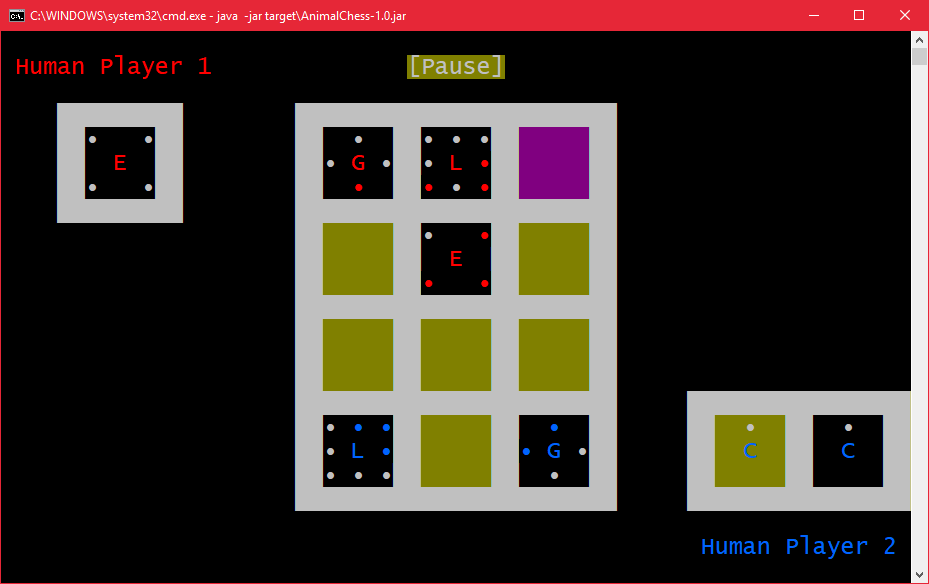 C:\WINDOWS\system32\cmd.exe - java  -jar target\AnimalChess-1.0.jar
Human Player 1 [Pause]
E G L
E
L G C C
Human Player 2